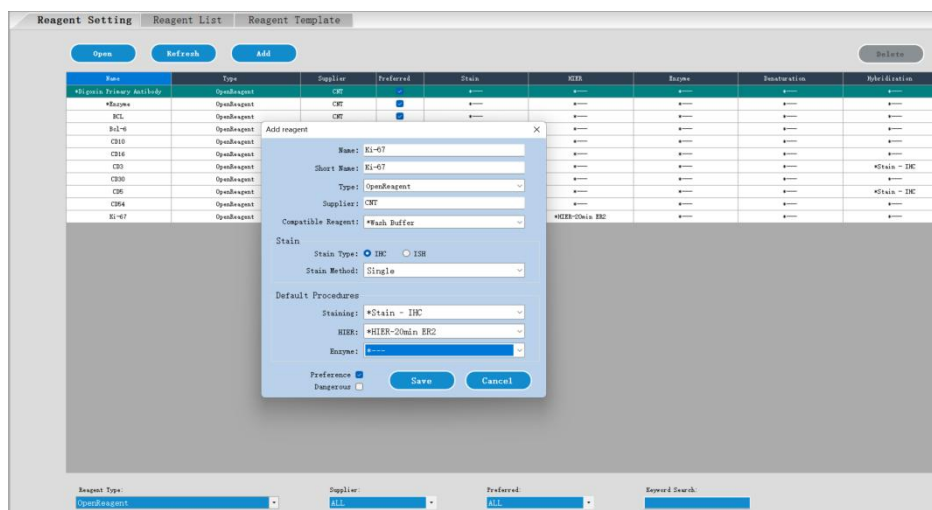 Reagent Setting Reagent List Reagent Template
Open Refresh Add Delete
Name Type Supplier Preferred Stain HIER Enzyme Denaturation Hybridization
*Digoxin Primary Antibody OpenReagent CNT *--- *--- *--- *--- *---
*Enzyme OpenReagent CNT *--- *--- *--- *--- *---
BCL OpenReagent CNT *--- *--- *--- *--- *---
Bcl-6 OpenReagent *--- *--- *--- *---
CD10 OpenReagent *--- *--- *--- *---
CD16 OpenReagent *--- *--- *--- *---
CD3 OpenReagent *--- *--- *--- *Stain - IHC
CD30 OpenReagent *--- *--- *--- *---
CD5 OpenReagent *--- *--- *--- *Stain - IHC
CD54 OpenReagent *--- *--- *--- *---
Ki-67 OpenReagent *HIER-20min ER2 *--- *--- *---
Add reagent
Name: Ki-67
Short Name: Ki-67
Type: OpenReagent
Supplier: CNT
Compatible Reagent: *Wash Buffer
Stain
Stain Type: IHC ISH
Stain Method: Single
Default Procedures
Staining: *Stain - IHC
HIER: *HIER-20min ER2
Enzyme: *---
Preference
Dangerous
Save Cancel
Reagent Type: Supplier: Preferred: Keyword Search:
OpenReagent ALL ALL